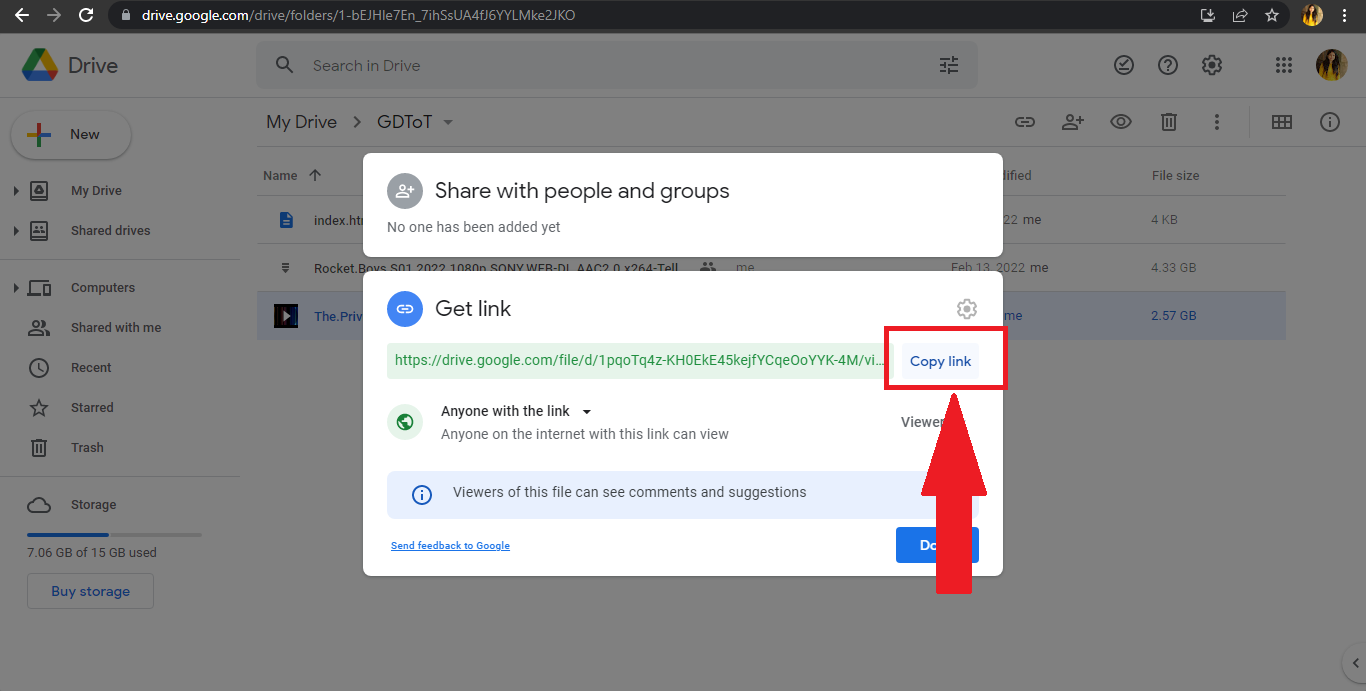 drive.google.com/drive/folders/1-bEJHle7En_7ihSsUA4fJ6YYLMke2JKO
Drive
Search in Drive
New
My Drive
GDToT
Name
File size
My Drive
Share with people and groups
No one has been added yet
index.
22 me
4 KB
Shared drives
Rocket.Boys.S01.2022.1080p.SONY.WEB-DL.AAC2.0.x264-Tell
me
Feb 13, 2022 me
4.33 GB
Computers
Get link
The.Priv
me
2.57 GB
Shared with me
https://drive.google.com/file/d/1pqoTq4z-KH0EkE45kejfYCqeOoYYK-4M/vi...
Copy link
Recent
Starred
Anyone with the link
Anyone on the internet with this link can view
Viewer
Trash
Viewers of this file can see comments and suggestions
Storage
Send feedback to Google
7.06 GB of 15 GB used
Buy storage